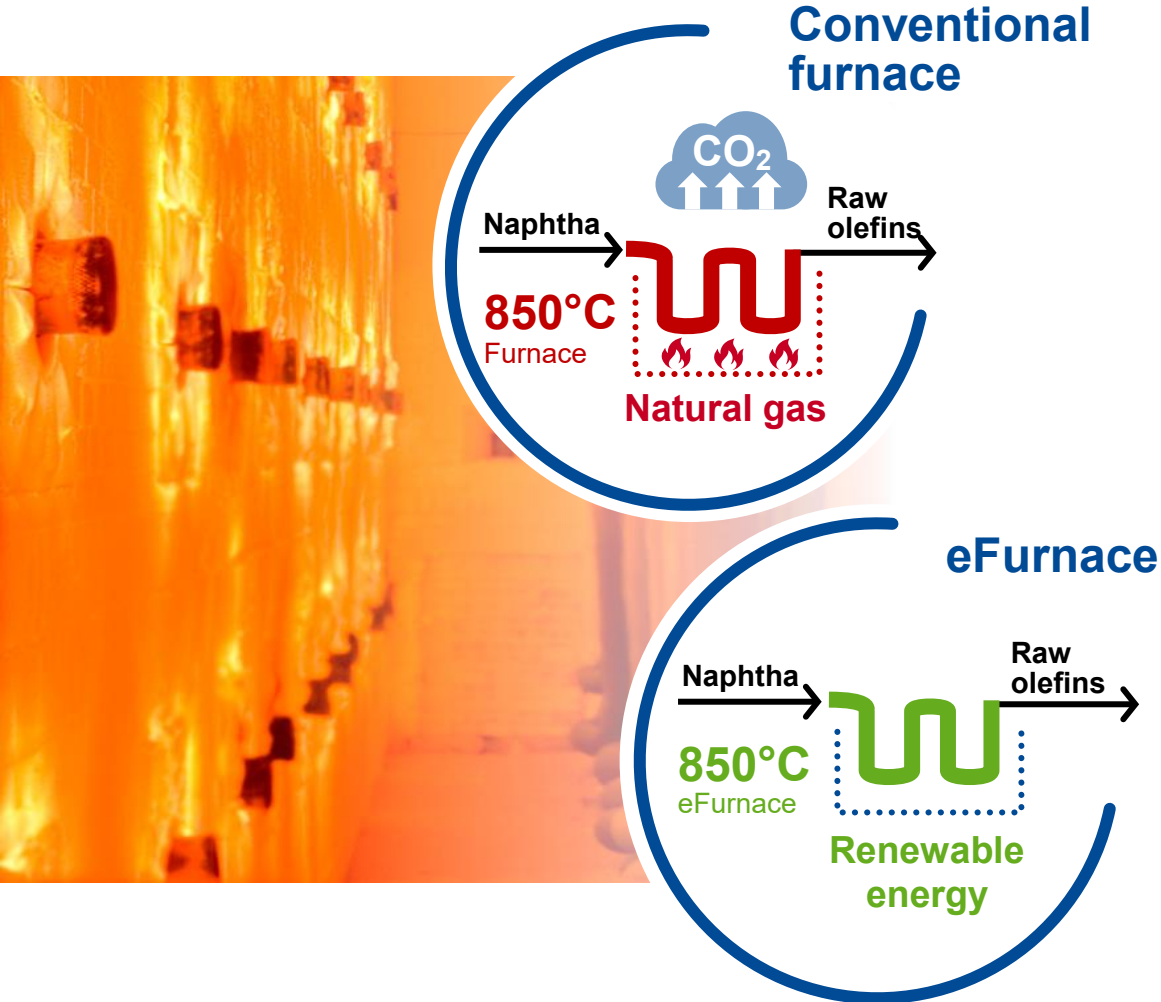 Conventional
furnace
CO₂
Naphtha
Raw
olefins
850°C
Furnace
Natural gas
eFurnace
Naphtha
Raw
olefins
850°C
eFurnace
Renewable
energy